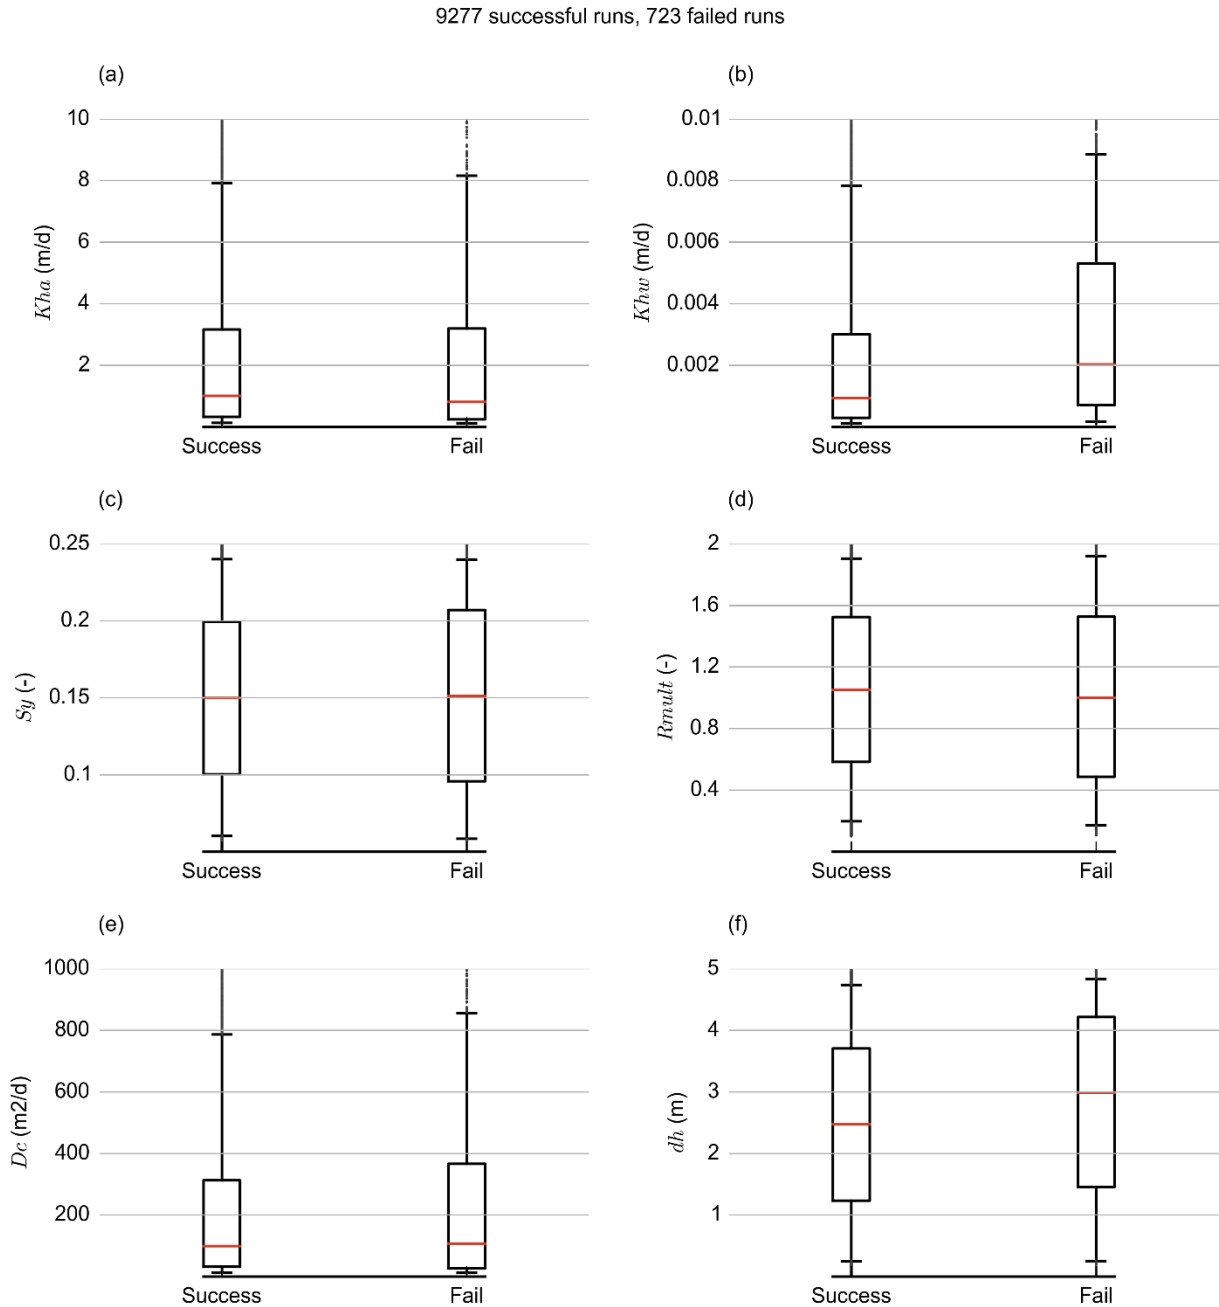 9277 successful runs, 723 failed runs
(a)
10
8
6
4
2
Kha (m/d)
Success
Fail
(b)
0.01
0.008
0.006
0.004
0.002
Khw (m/d)
Success
Fail
(c)
0.25
0.2
0.15
0.1
Sy (-)
Success
Fail
(d)
2
1.6
1.2
0.8
0.4
Rmult (-)
Success
Fail
(e)
1000
800
600
400
200
Dc (m2/d)
Success
Fail
(f)
5
4
3
2
1
dh (m)
Success
Fail